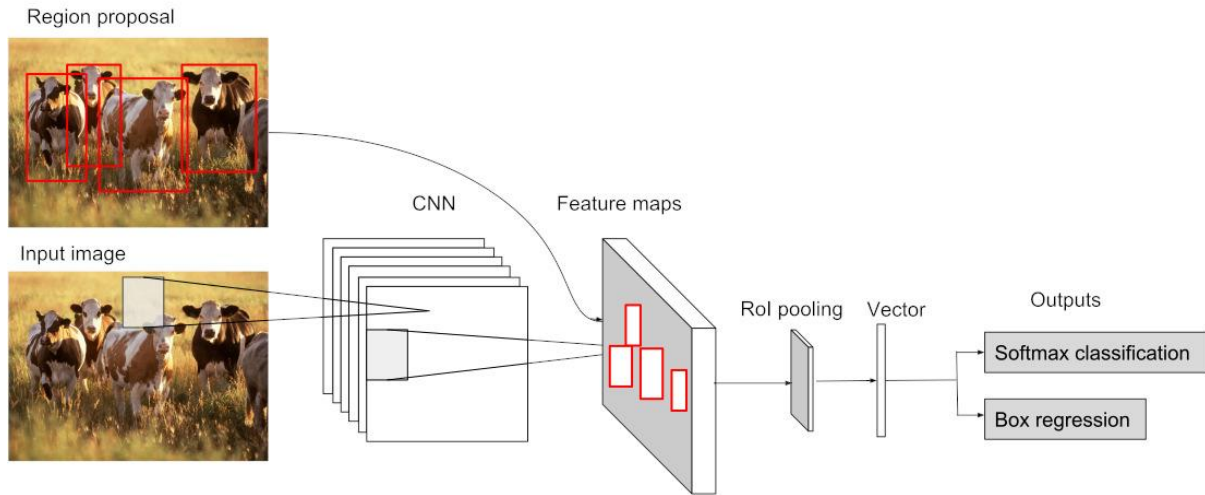 Region proposal
Input image
CNN
Feature maps
RoI pooling
Vector
Outputs
Softmax classification
Box regression